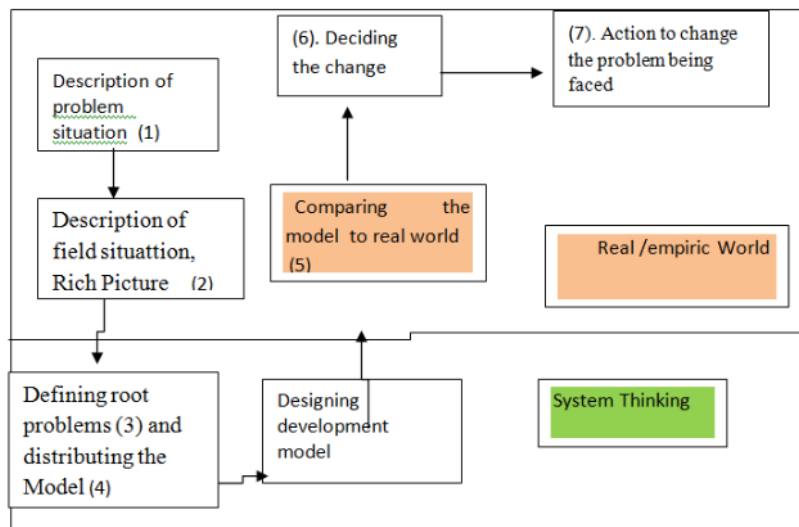 Description of
problem
situation (1)
Description of
field situattion,
Rich Picture (2)
Defining root
problems (3) and
distributing the
Model (4)
Designing
development
model
Comparing the
model to real world
(5)
(6). Deciding
the change
(7). Action to change
the problem being
faced
Real /empiric World
System Thinking